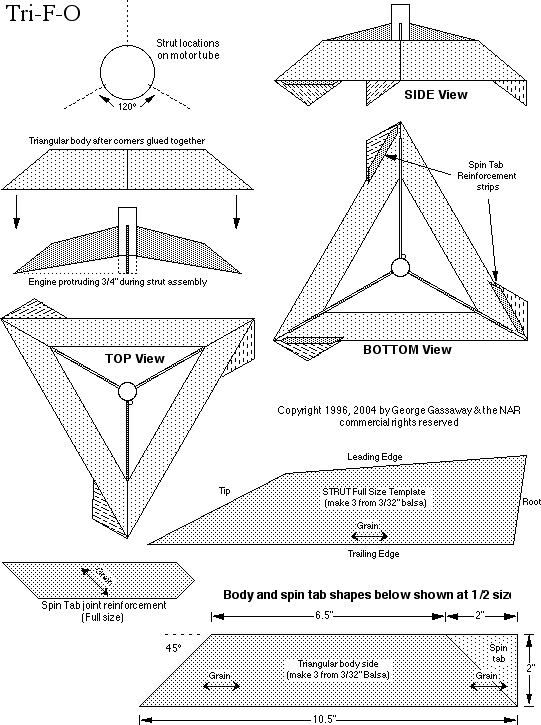 Tri-F-O
Strut locations
on motor tube
120°
SIDE View
Triangular body after corners glued together
Spin Tab
Reinforcement
strips
Engine protruding 3/4" during strut assembly
TOP View
BOTTOM View
Copyright 1996, 2004 by George Gassaway & the NAR
commercial rights reserved
Leading Edge
Tip
STRUT Full Size Template
(make 3 from 3/32" balsa)
Root
Grain
Trailing Edge
Grain
Spin Tab joint reinforcement
(Full size)
Body and spin tab shapes below shown at 1/2 size
6.5"
2"
45°
Spin
tab
Triangular body side
(make 3 from 3/32" Balsa)
2"
Grain
Grain
10.5"